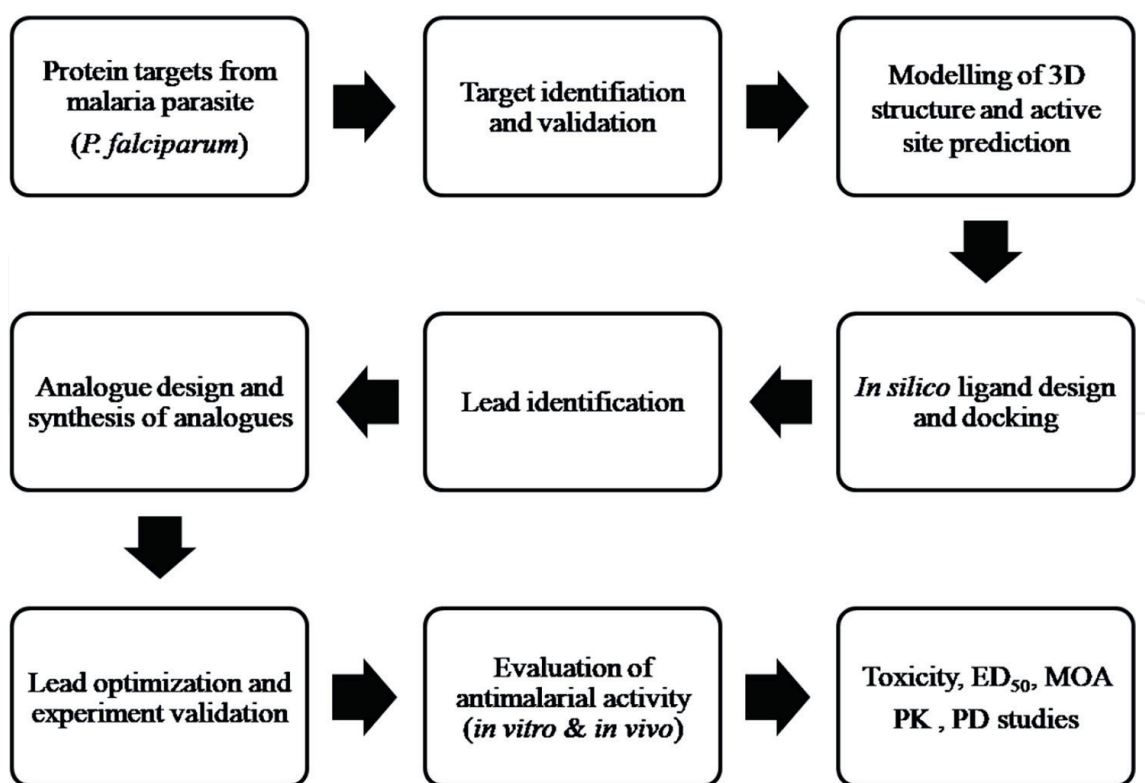 Protein targets from
malaria parasite
(P. falciparum)
Target identifiation
and validation
Modelling of 3D
structure and active
site prediction
In silico ligand design
and docking
Lead identification
Analogue design and
synthesis of analogues
Lead optimization and
experiment validation
Evaluation of
antimalarial activity
(in vitro & in vivo)
Toxicity, ED₅₀, MOA
PK , PD studies